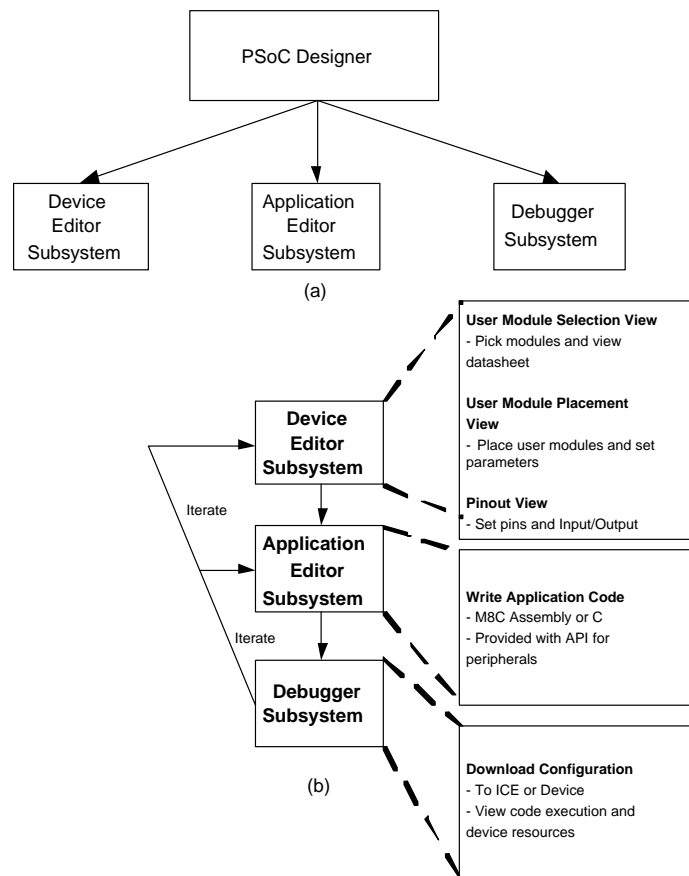 PSoC Designer
Device
Editor
Subsystem
Application
Editor
Subsystem
Debugger
Subsystem
(a)
User Module Selection View
- Pick modules and view
datasheet
User Module Placement
View
- Place user modules and set
parameters
Pinout View
- Set pins and Input/Output
Device
Editor
Subsystem
Iterate
Application
Editor
Subsystem
Write Application Code
- M8C Assembly or C
- Provided with API for
peripherals
Iterate
Debugger
Subsystem
(b)
Download Configuration
- To ICE or Device
- View code execution and
device resources